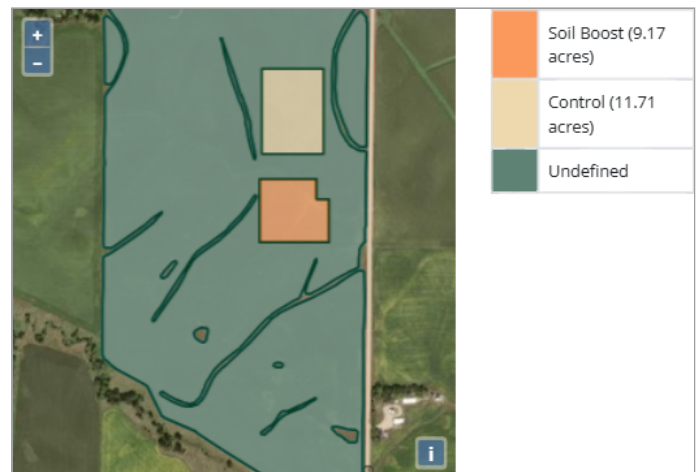 +
−
Soil Boost (9.17
acres)
Control (11.71
acres)
Undefined
i